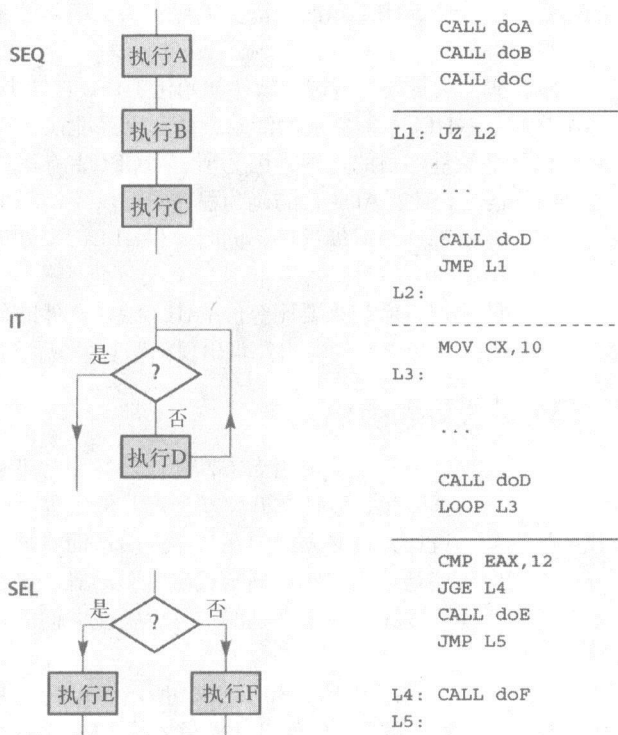 SEQ
执行A
执行B
执行C
CALL doA
CALL doB
CALL doC
L1: JZ L2
...
CALL doD
JMP L1
L2:
IT
是
?
否
执行D
MOV CX,10
L3:
...
CALL doD
LOOP L3
SEL
是
?
否
执行E
执行F
CMP EAX,12
JGE L4
CALL doE
JMP L5
L4: CALL doF
L5: